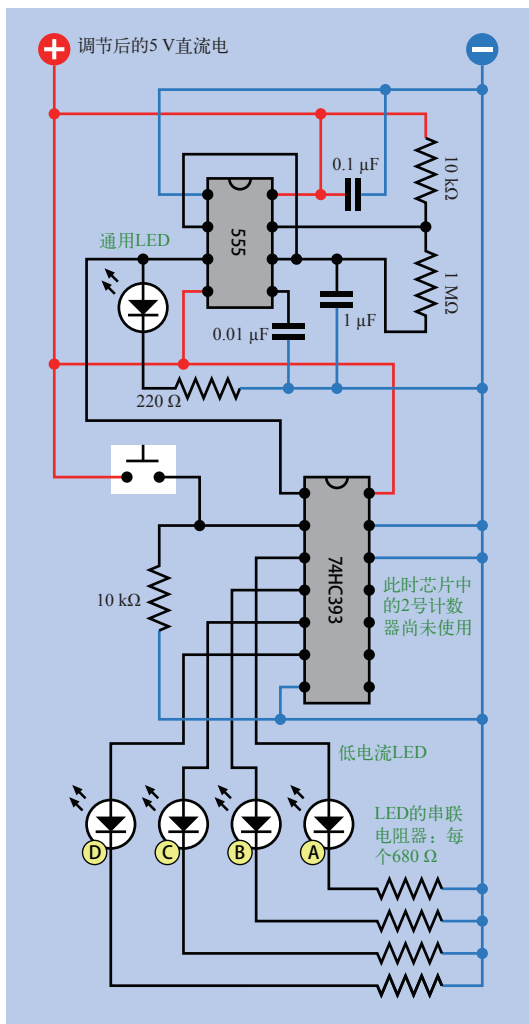 调节后的5 V直流电
0.1 μF
10 kΩ
555
通用LED
1 MΩ
0.01 μF
1 μF
220 Ω
74HC393
10 kΩ
此时芯片中
的2号计数
器尚未使用
低电流LED
LED的串联
电阻器：每
个680 Ω
D
C
B
A